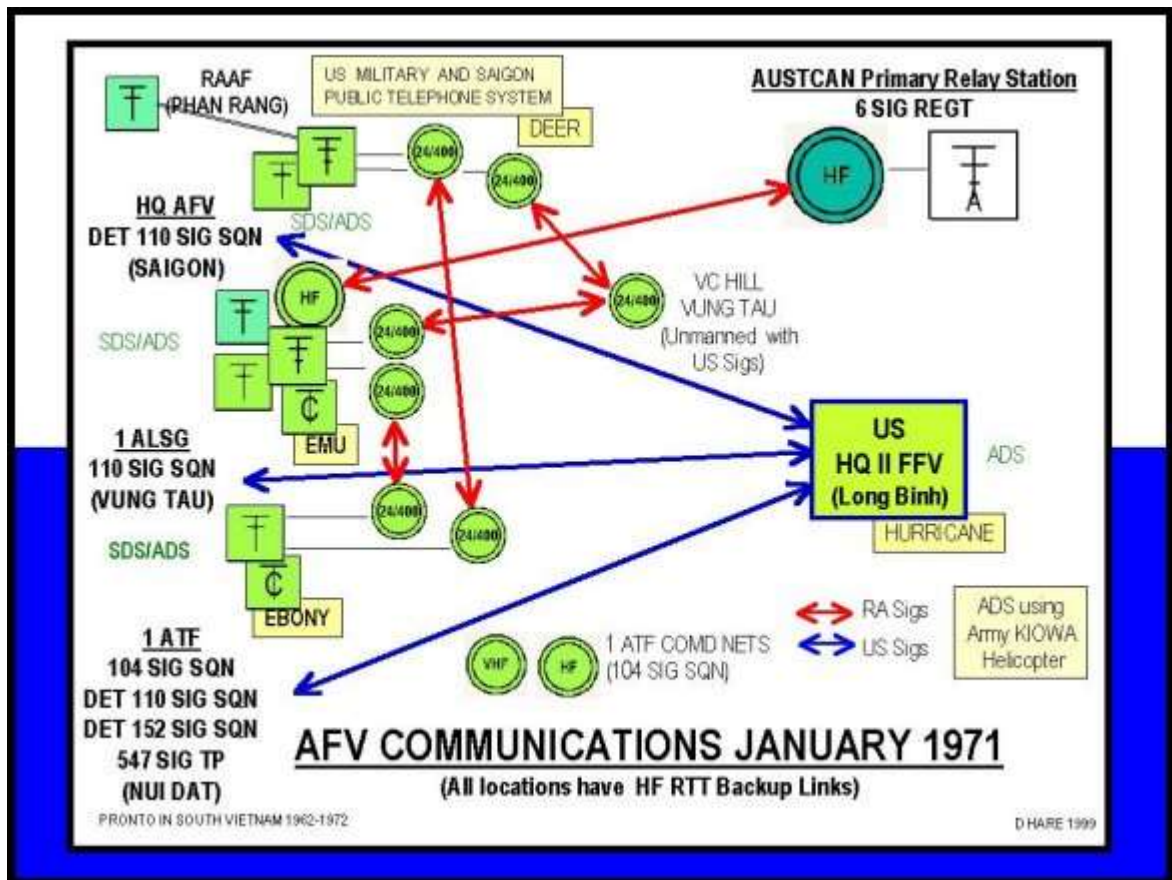 RAAF
(PHAN RANG)
US MILITARY AND SAIGON
PUBLIC TELEPHONE SYSTEM
DEER
AUSTCAN Primary Relay Station
6 SIG REGT
24/400
24/400
HF
A
HQ AFV
DET 110 SIG SQN
(SAIGON)
SDS/ADS
HF
24/400
VC HILL
VUNG TAU
(Unmanned with
US Sigs)
SDS/ADS
24/400
24/400
EMU
US
HQ II FFV
(Long Binh)
ADS
HURRICANE
1 ALSG
110 SIG SQN
(VUNG TAU)
24/400
24/400
SDS/ADS
EBONY
1 ATF
104 SIG SQN
DET 110 SIG SQN
DET 152 SIG SQN
547 SIG TP
(NUI DAT)
VHF
HF
1 ATF COMD NETS
(104 SIG SQN)
RA Sigs
US Sigs
ADS using
Army KIOWA
Helicopter
AFV COMMUNICATIONS JANUARY 1971
(All locations have HF RTT Backup Links)
PRONTO IN SOUTH VIETNAM 1962-1972
D HARE 1999